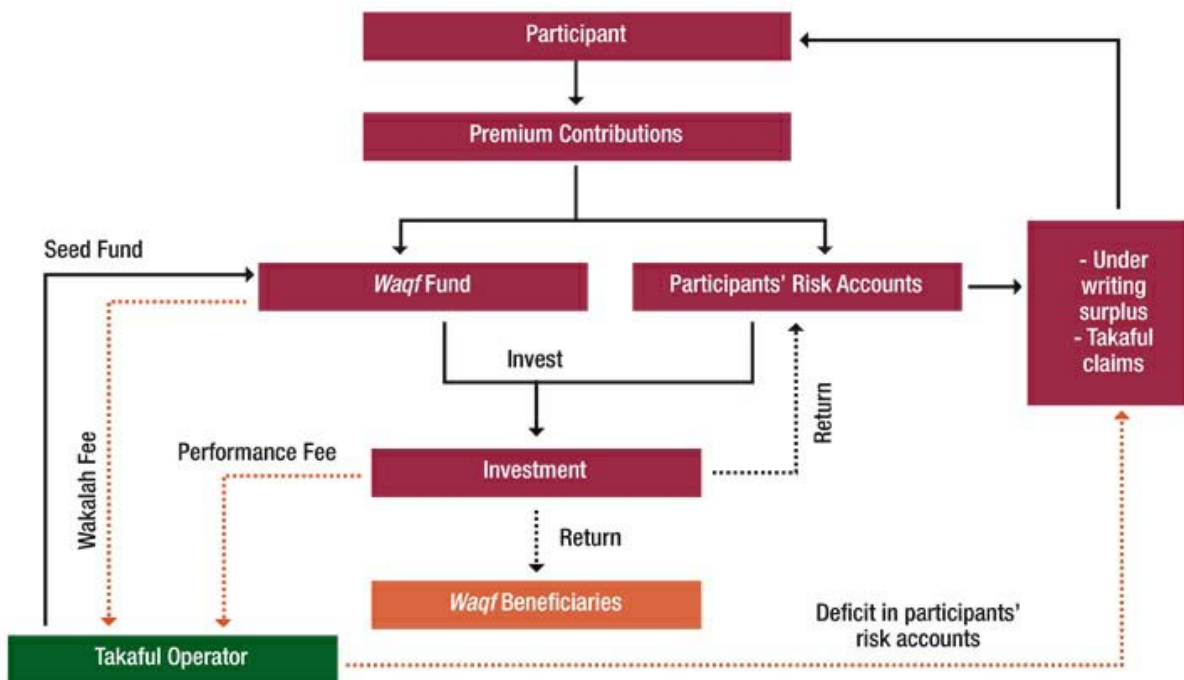 Participant
Premium Contributions
Seed Fund
Waqf Fund
Participants' Risk Accounts
- Under
writing
surplus
- Takaful
claims
Invest
Return
Wakalah Fee
Performance Fee
Investment
Return
Waqf Beneficiaries
Deficit in participants'
risk accounts
Takaful Operator